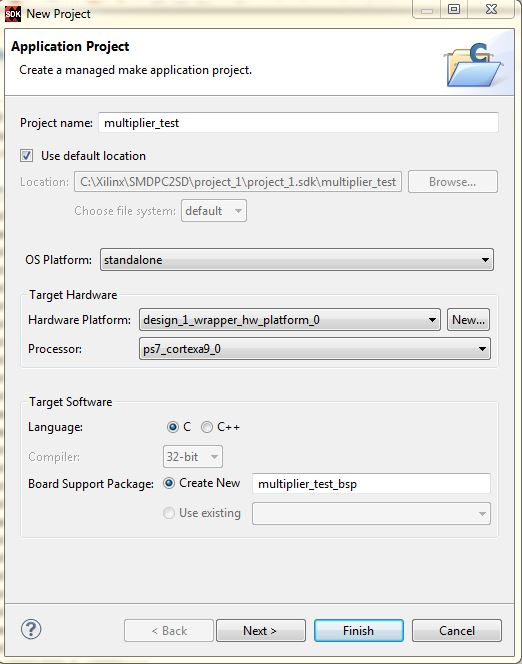 SDK New Project
Application Project
Create a managed make application project.
C
Project name: multiplier_test
Use default location
Location: C:\Xilinx\SMDPC2SD\project_1\project_1.sdk\multiplier_test Browse...
Choose file system: default
OS Platform: standalone
Target Hardware
Hardware Platform: design_1_wrapper_hw_platform_0 New...
Processor: ps7_cortexa9_0
Target Software
Language: C C++
Compiler: 32-bit
Board Support Package: Create New multiplier_test_bsp
Use existing
? < Back Next > Finish Cancel